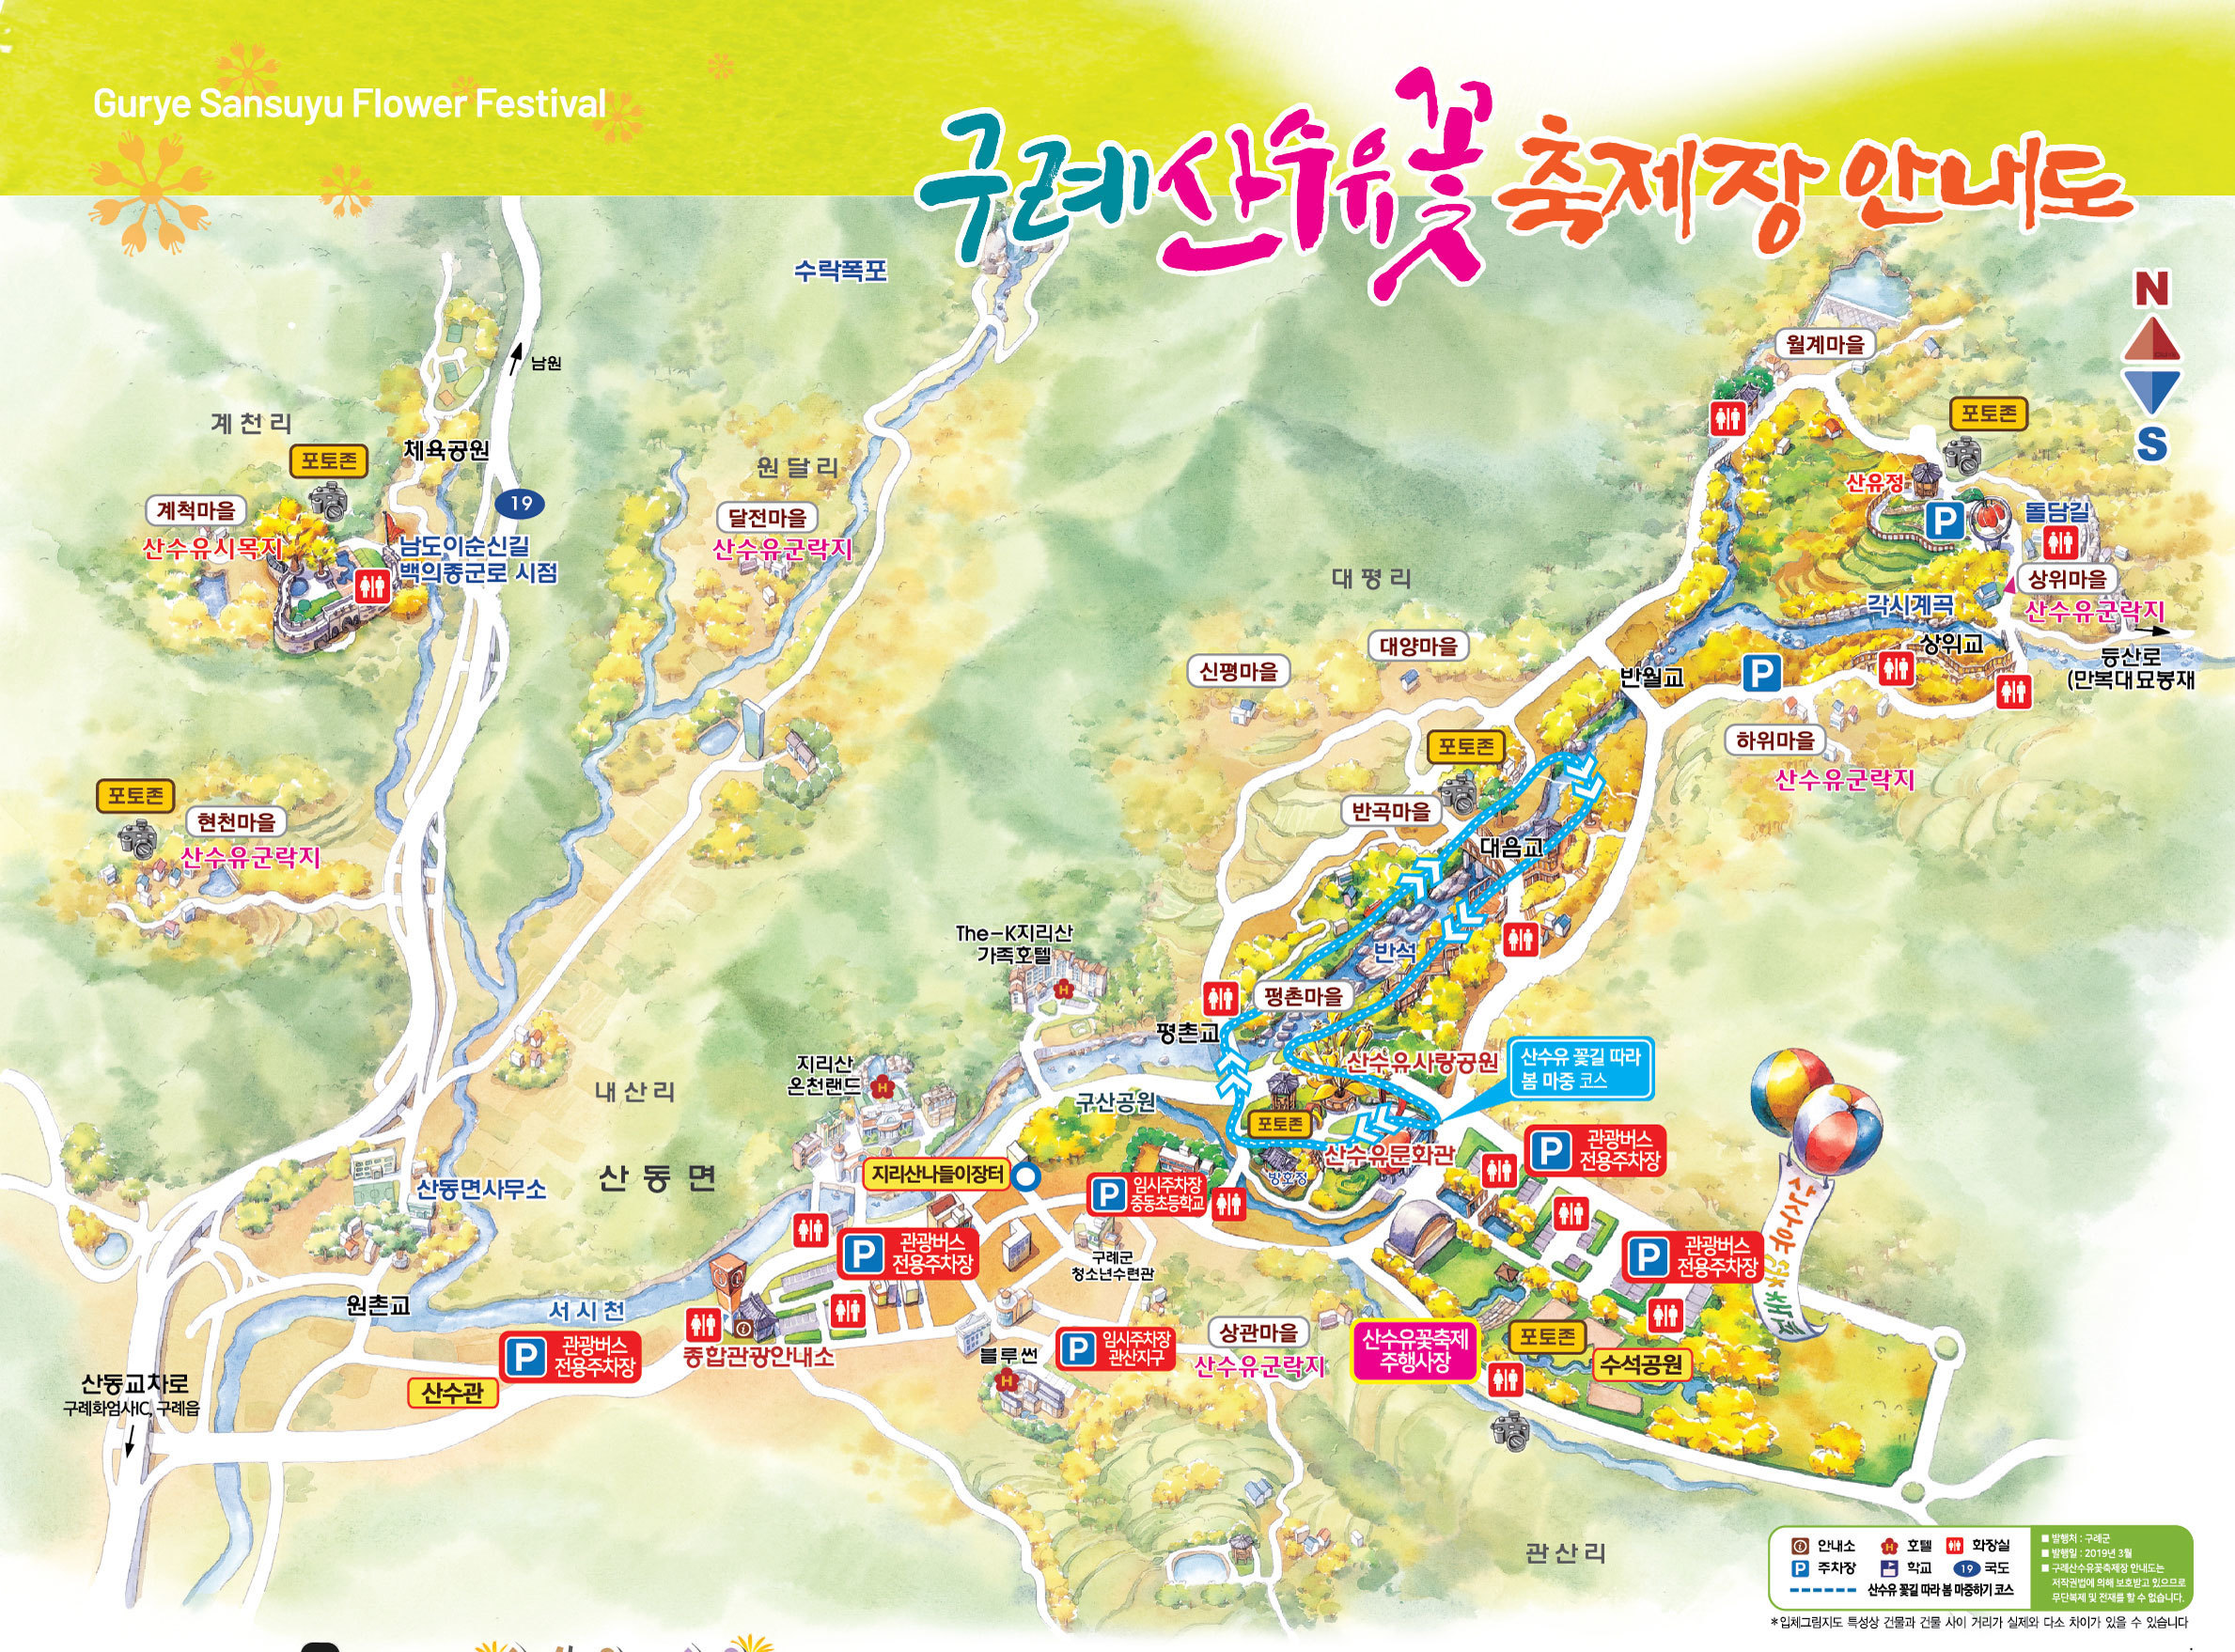 Gurye Sansuyu Flower Festival
구례 산수유꽃 축제장 안내도
N
S
수락폭포
남원
월계마을
포토존
계천리
포토존
체육공원
원달리
산유정
P
돌담길
계척마을
산수유시목지
19
달전마을
산수유군락지
남도이순신길
백의종군로 시점
대평리
상위마을
산수유군락지
각시계곡
상위교
등산로
(만복대묘봉재
대양마을
신평마을
반월교
P
하위마을
산수유군락지
포토존
포토존
현천마을
산수유군락지
반곡마을
대음교
The-K지리산
가족호텔
H
반석
평촌마을
평촌교
산수유사랑공원
산수유 꽃길 따라
봄 마중 코스
지리산
온천랜드
H
내산리
구산공원
포토존
산수유문화관
방호정
P 관광버스
전용주차장
산동면
지리산나들이장터
산동면사무소
P 임시주차장
중동초등학교
P 관광버스
전용주차장
구례군
청소년수련관
P 관광버스
전용주차장
산수유꽃축제
원촌교
서시천
P 관광버스
전용주차장
종합관광안내소
블루썬
H
P 임시주차장
관산지구
상관마을
산수유군락지
산수유꽃축제
주행사장
포토존
수석공원
산수관
산동교차로
구례화엄사IC, 구례읍
관산리
안내소
호텔
화장실
P 주차장
학교
19 국도
산수유 꽃길 따라 봄 마중하기 코스
■ 발행처 : 구례군
■ 발행일 : 2019년 3월
■ 구례산수유꽃축제장 안내도는
저작권법에 의해 보호받고 있으므로
무단복제 및 전재를 할 수 없습니다.
*입체그림지도 특성상 건물과 건물 사이 거리가 실제와 다소 차이가 있을 수 있습니다